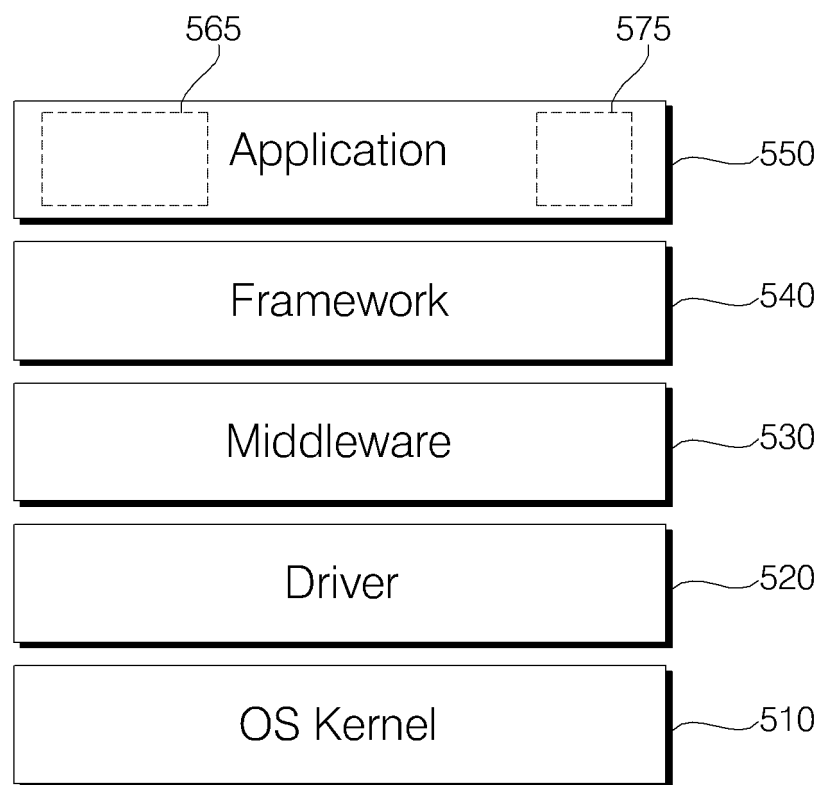 565
575
Application
550
Framework
540
Middleware
530
Driver
520
OS Kernel
510